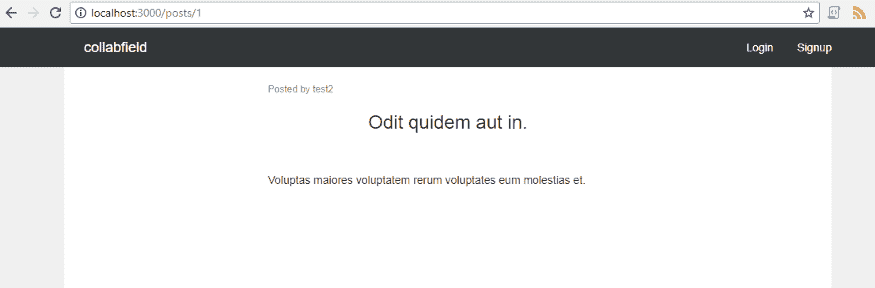 localhost:3000/posts/1
collabfield Login Signup
Posted by test2
Odit quidem aut in.
Voluptas maiores voluptatem rerum voluptates eum molestias et.